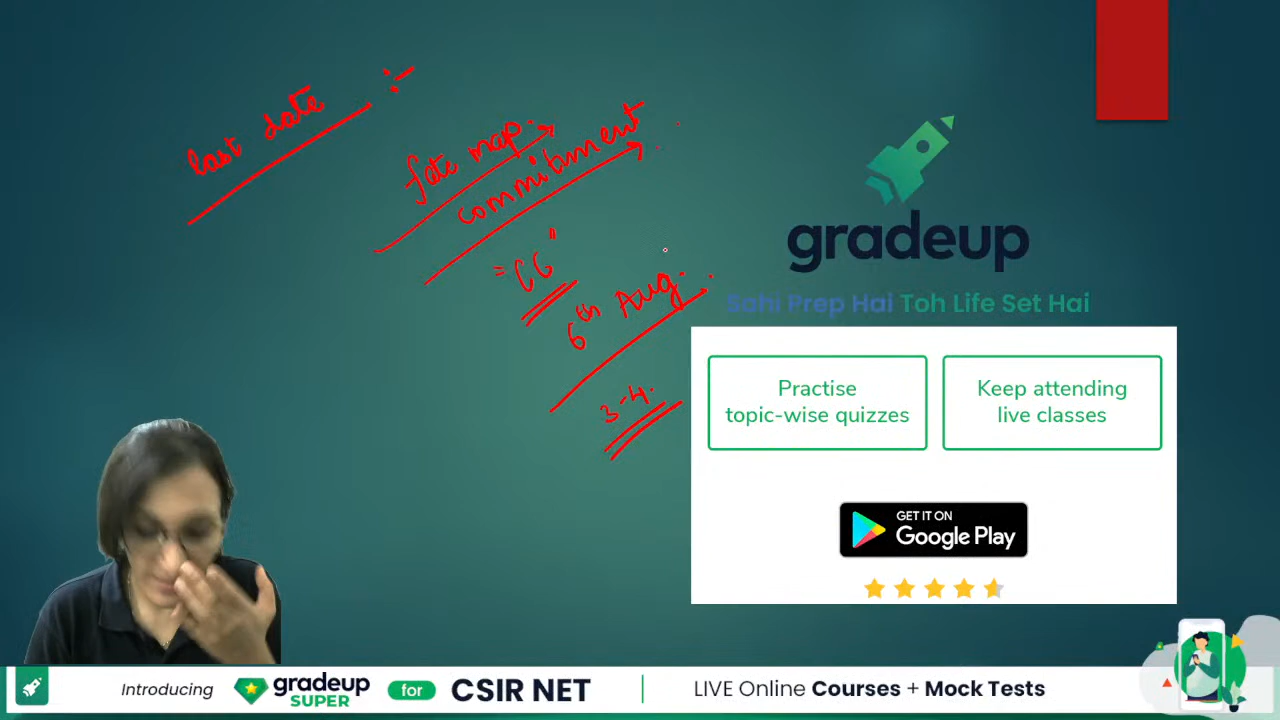 last date :-
fate map.
commitment
"CG"
6th Aug.
3-4.
gradeup
Sahi Prep Hai Toh Life Set Hai
Practise
topic-wise quizzes
Keep attending
live classes
GET IT ON
Google Play
Introducing gradeup SUPER for CSIR NET LIVE Online Courses + Mock Tests